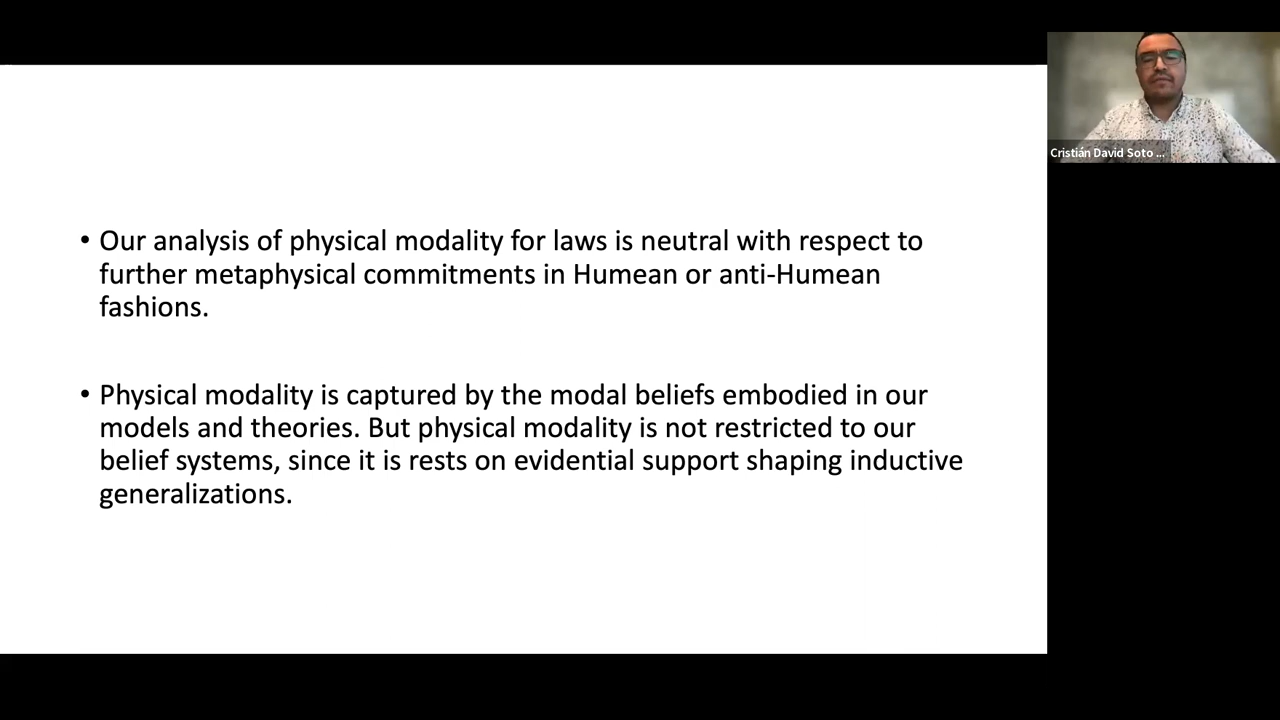 • Our analysis of physical modality for laws is neutral with respect to
further metaphysical commitments in Humean or anti-Humean
fashions.
• Physical modality is captured by the modal beliefs embodied in our
models and theories. But physical modality is not restricted to our
belief systems, since it is rests on evidential support shaping inductive
generalizations.
Cristián David Soto ...